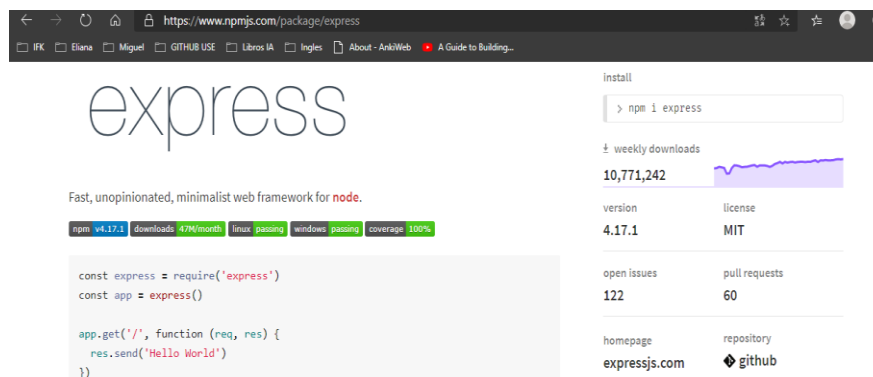 https://www.npmjs.com/package/express
IFK Eliana Miguel GITHUB USE Libros IA Ingles About - AnkiWeb A Guide to Building...
express
Fast, unopinionated, minimalist web framework for node.
npm v4.17.1 downloads 47M/month linux passing windows passing coverage 100%
const express = require('express')
const app = express()
app.get('/', function (req, res) {
res.send('Hello World')
})
install
> npm i express
weekly downloads
10,771,242
version license
4.17.1 MIT
open issues pull requests
122 60
homepage repository
expressjs.com github